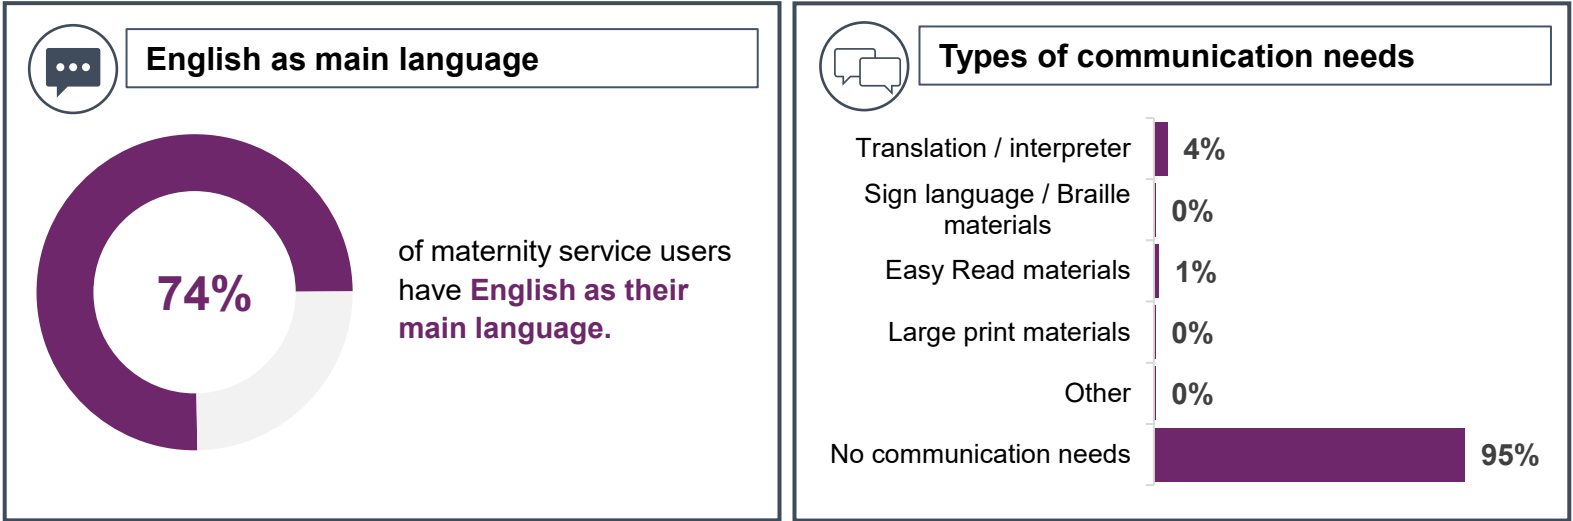 English as main language
74%
of maternity service users
have English as their
main language.
Types of communication needs
Translation / interpreter
4%
Sign language / Braille
materials
0%
Easy Read materials
1%
Large print materials
0%
Other
0%
No communication needs
95%